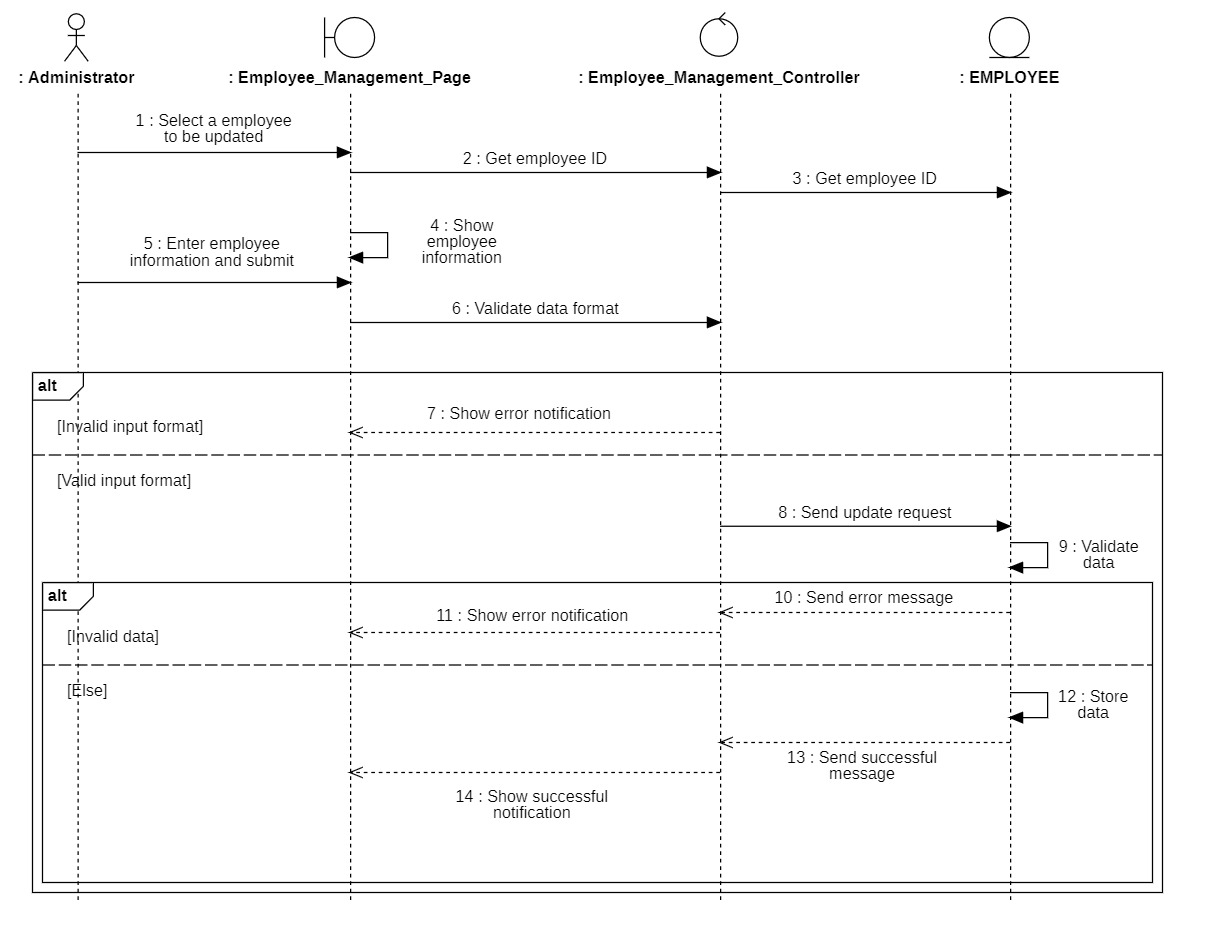 : Administrator
: Employee_Management_Page
: Employee_Management_Controller
: EMPLOYEE
1 : Select a employee
to be updated
2 : Get employee ID
3 : Get employee ID
4 : Show
employee
information
5 : Enter employee
information and submit
6 : Validate data format
alt
7 : Show error notification
[Invalid input format]
[Valid input format]
8 : Send update request
9 : Validate
data
alt
10 : Send error message
11 : Show error notification
[Invalid data]
[Else]
12 : Store
data
13 : Send successful
message
14 : Show successful
notification